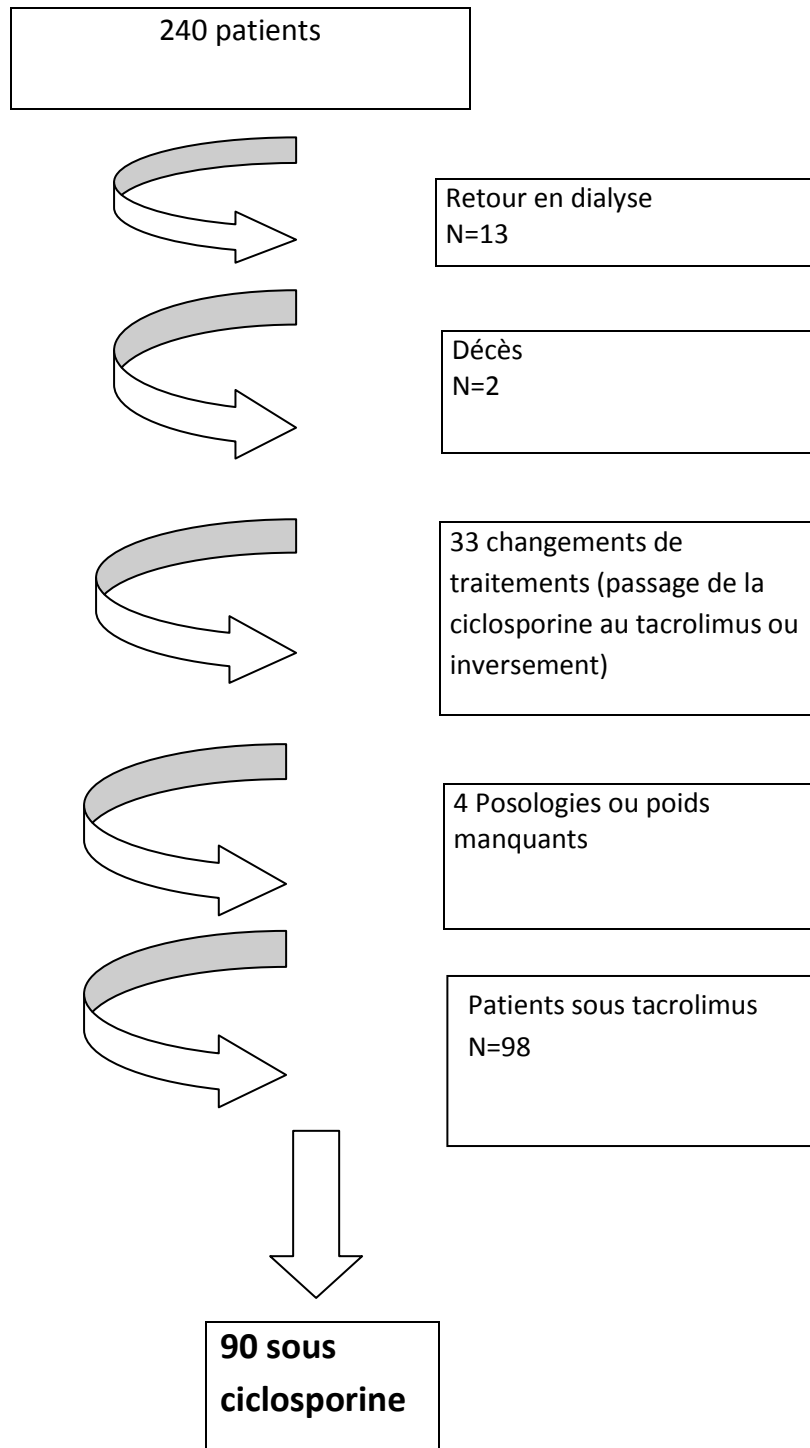 240 patients
Retour en dialyse
N=13
Décès
N=2
33 changements de
traitements (passage de la
ciclosporine au tacrolimus ou
inversement)
4 Posologies ou poids
manquants
Patients sous tacrolimus
N=98
90 sous
ciclosporine